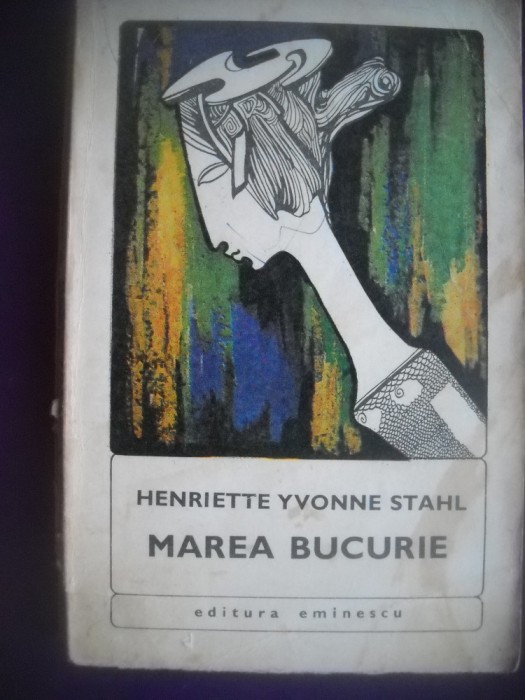 HENRIETTE YVONNE STAHL
MAREA BUCURIE
editura eminescu